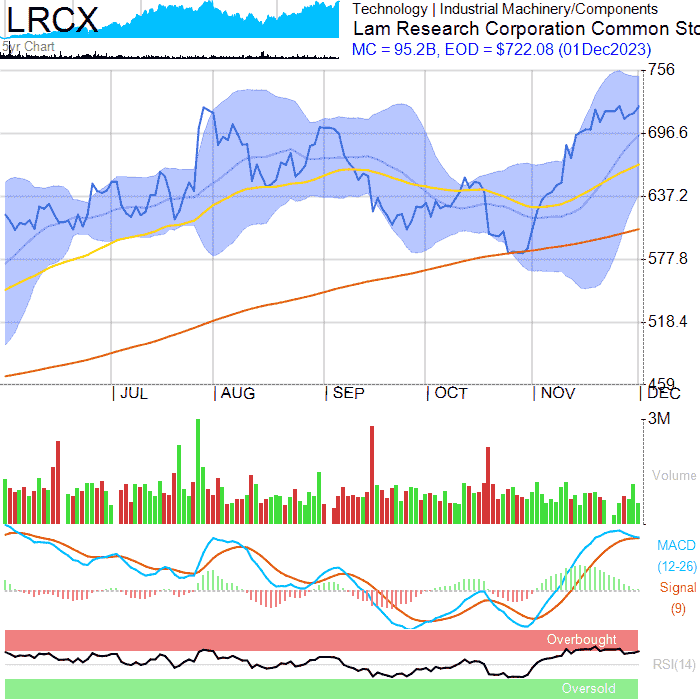 LRCX
5yr Chart
Technology | Industrial Machinery/Components
Lam Research Corporation Common Sto
MC = 95.2B, EOD = $722.08 (01Dec2023)
756
696.6
637.2
577.8
518.4
459
JUL
AUG
SEP
OCT
NOV
DEC
3M
Volume
MACD
(12-26)
Signal
(9)
Overbought
RSI(14)
Oversold